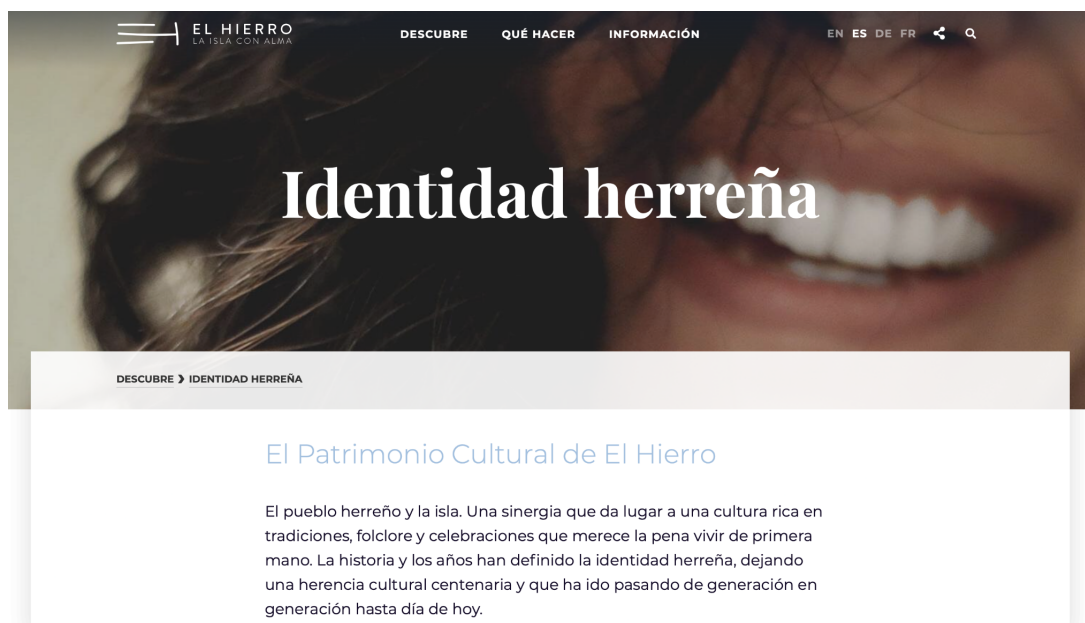 EL HIERRO
LA ISLA CON ALMA
DESCUBRE QUÉ HACER INFORMACIÓN
EN ES DE FR
Identidad herreña
DESCUBRE ❯ IDENTIDAD HERREÑA
El Patrimonio Cultural de El Hierro
El pueblo herreño y la isla. Una sinergia que da lugar a una cultura rica en
tradiciones, folclore y celebraciones que merece la pena vivir de primera
mano. La historia y los años han definido la identidad herreña, dejando
una herencia cultural centenaria y que ha ido pasando de generación en
generación hasta día de hoy.